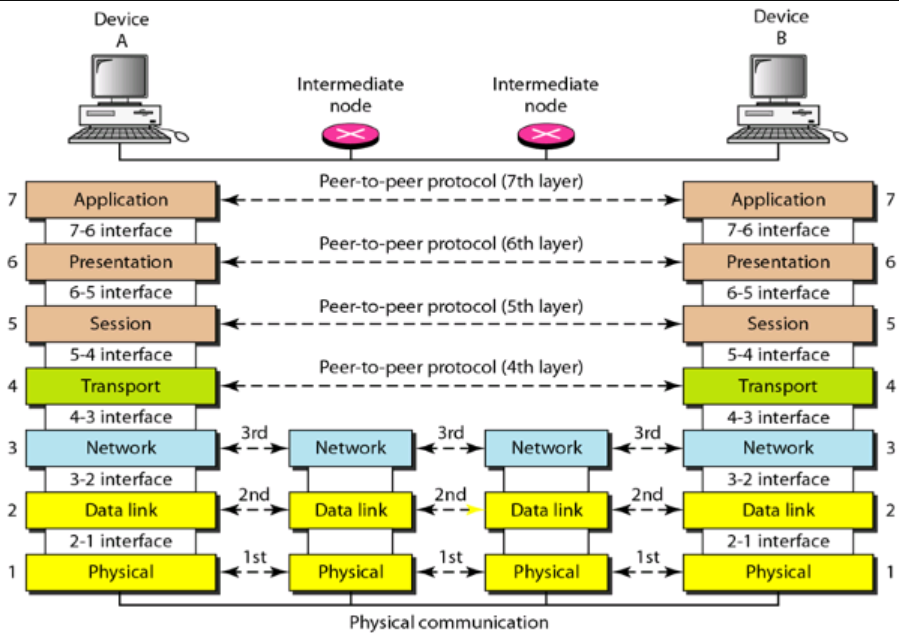 Device
A
Device
B
Intermediate
node
Intermediate
node
Peer-to-peer protocol (7th layer)
7 Application Application 7
7-6 interface 7-6 interface
Peer-to-peer protocol (6th layer)
6 Presentation Presentation 6
6-5 interface 6-5 interface
Peer-to-peer protocol (5th layer)
5 Session Session 5
5-4 interface 5-4 interface
Peer-to-peer protocol (4th layer)
4 Transport Transport 4
4-3 interface 4-3 interface
3rd 3rd 3rd
3 Network Network Network Network 3
3-2 interface 3-2 interface
2nd 2nd 2nd
2 Data link Data link Data link Data link 2
2-1 interface 2-1 interface
1st 1st 1st
1 Physical Physical Physical Physical 1
Physical communication